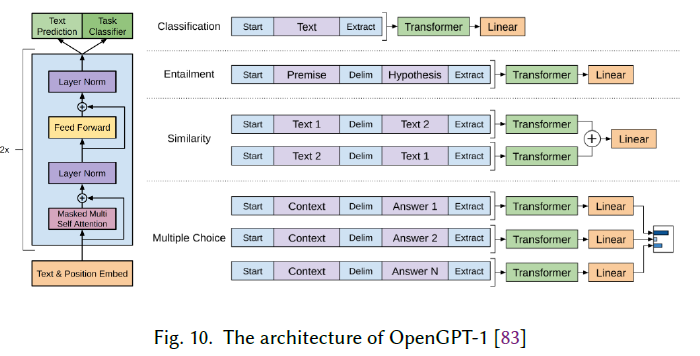 Text Prediction
Task Classifier
Layer Norm
+
Feed Forward
Layer Norm
+
Masked Multi Self Attention
Text & Position Embed
2x
Classification
Start Text Extract
Transformer
Linear
Entailment
Start Premise Delim Hypothesis Extract
Transformer
Linear
Similarity
Start Text 1 Delim Text 2 Extract
Transformer
Start Text 2 Delim Text 1 Extract
Transformer
+
Linear
Multiple Choice
Start Context Delim Answer 1 Extract
Transformer
Linear
Start Context Delim Answer 2 Extract
Transformer
Linear
Start Context Delim Answer N Extract
Transformer
Linear
Fig. 10. The architecture of OpenGPT-1 [83]